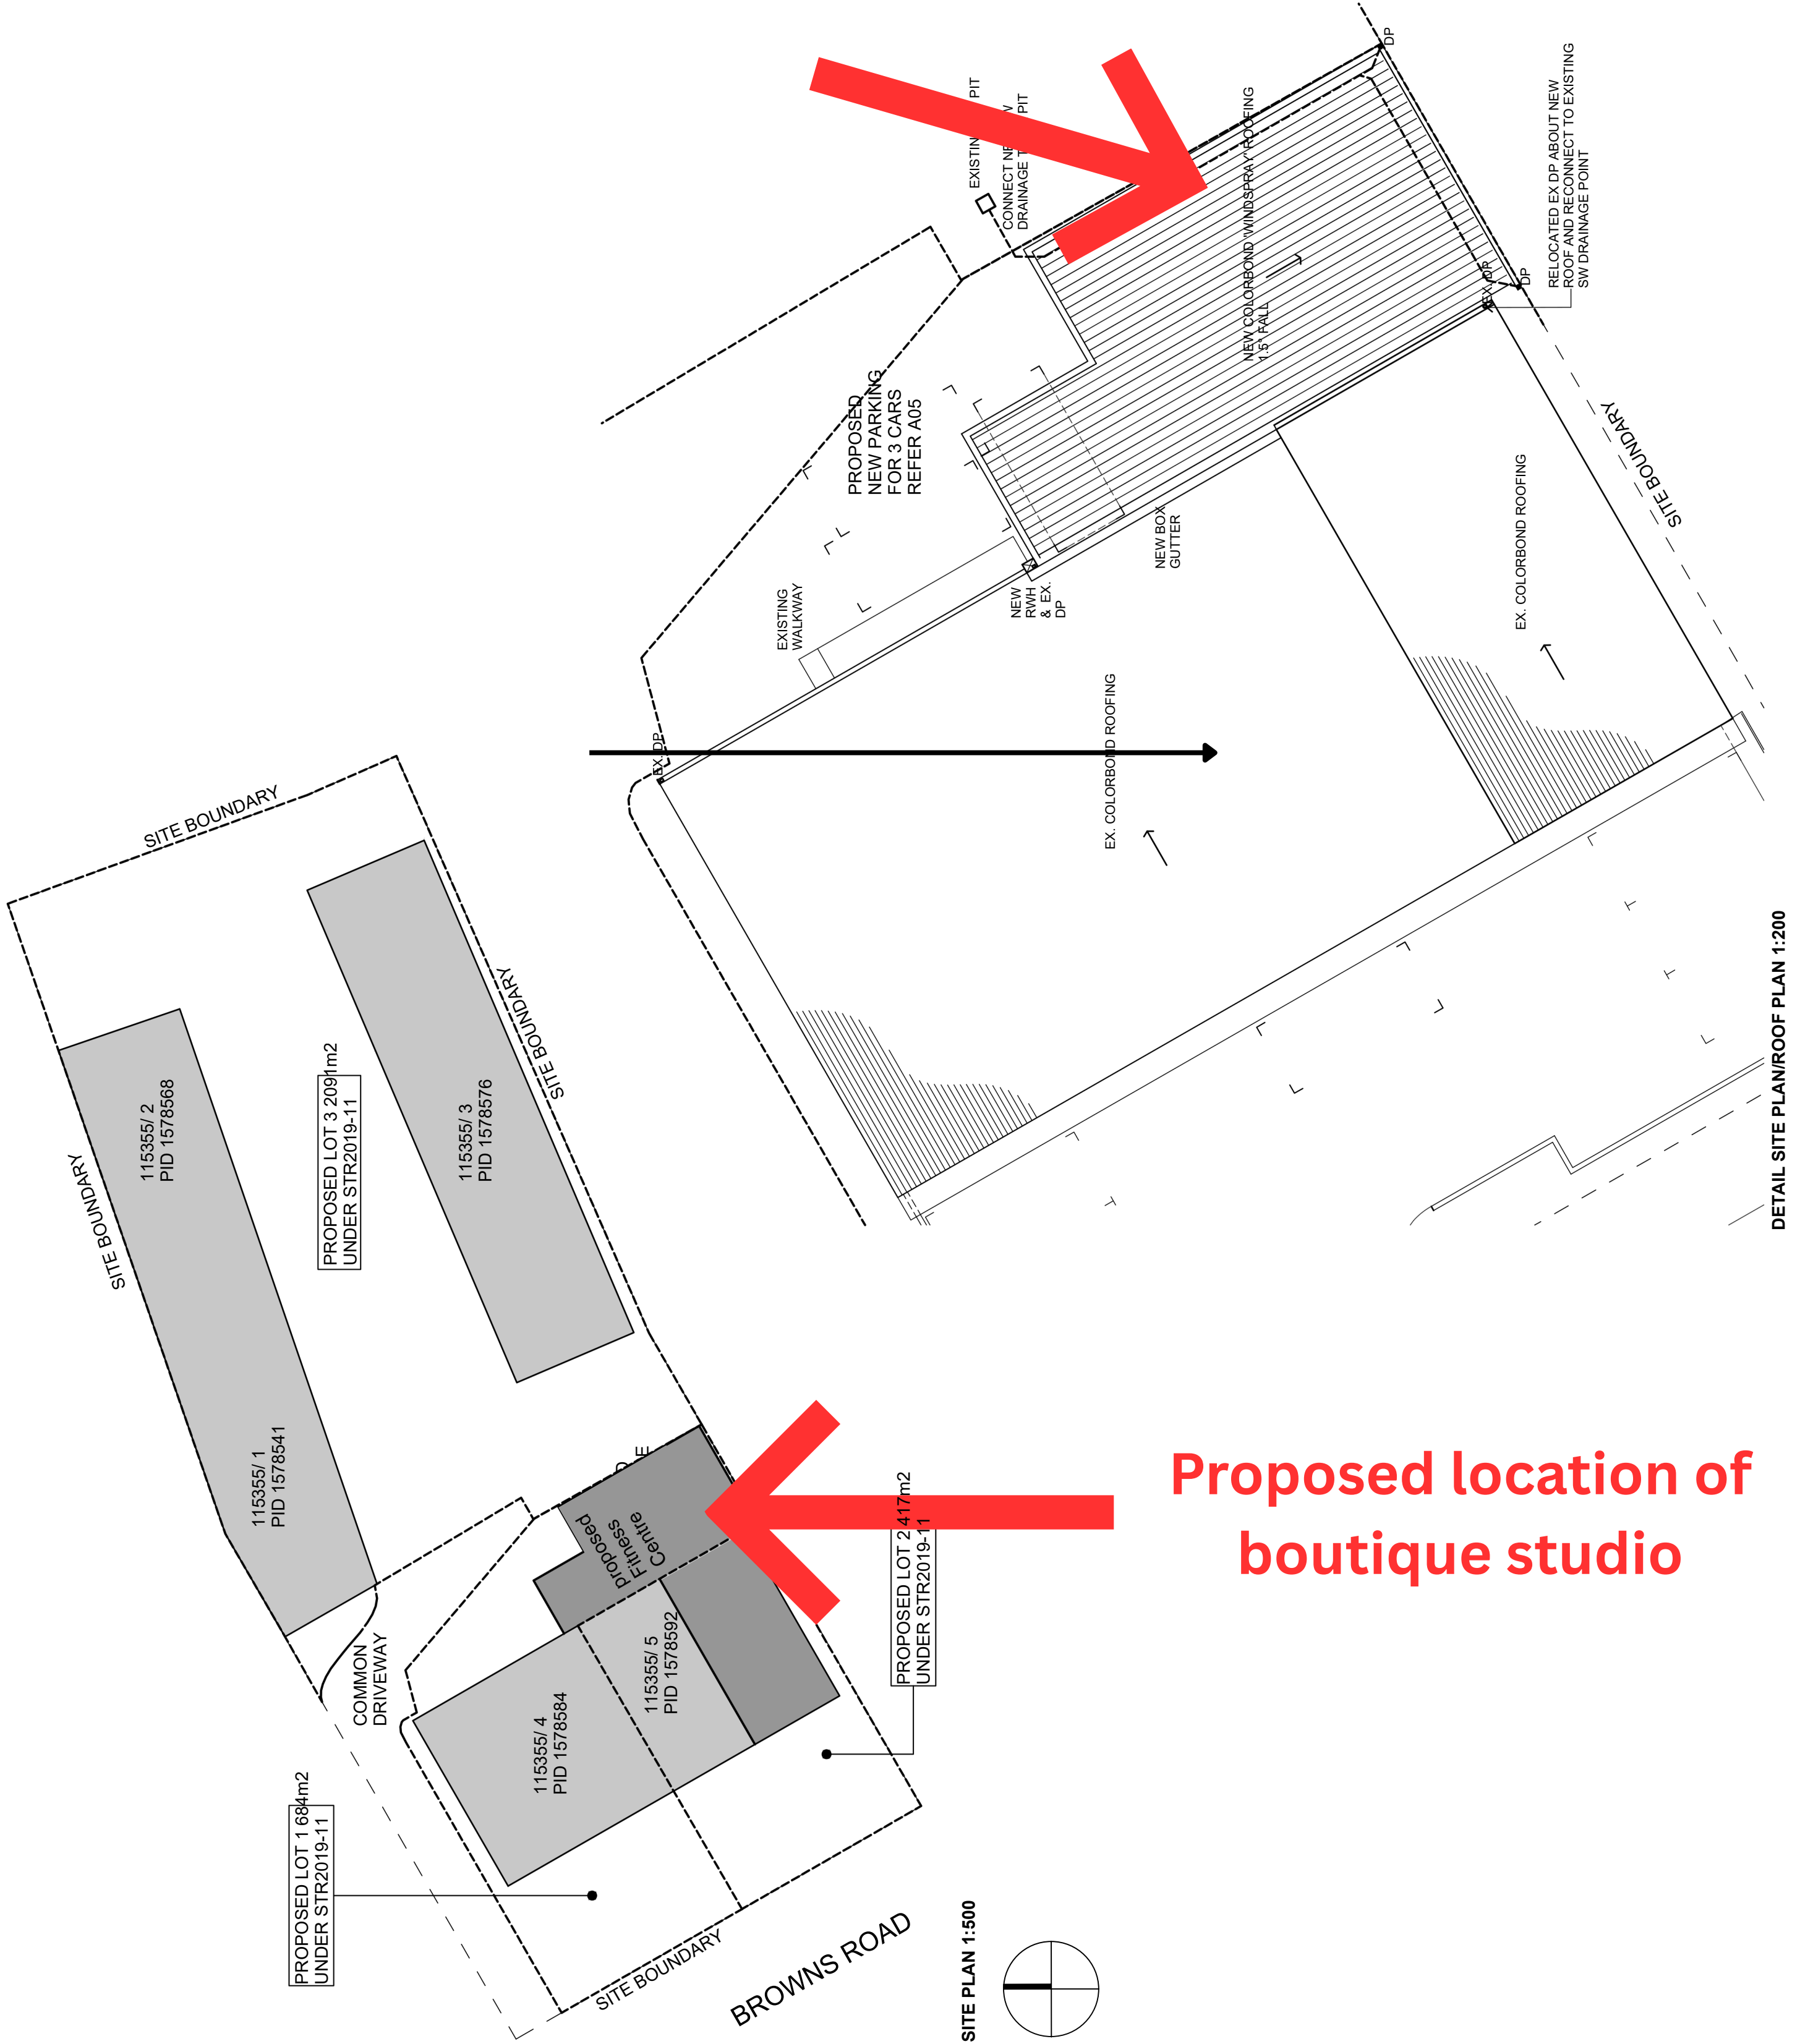 EXISTIN PIT
CONNECT NE W
DRAINAGE T PIT
NEW COLORBOND 'WINDSPRAY' ROOFING
1.5° FALL
DP
RELOCATED EX DP ABOUT NEW
ROOF AND RECONNECT TO EXISTING
SW DRAINAGE POINT
EX. DP
DP
PROPOSED
NEW PARKING
FOR 3 CARS
REFER A05
NEW BOX
GUTTER
SITE BOUNDARY
EX. COLORBOND ROOFING
EXISTING
WALKWAY
NEW
RWH
& EX.
DP
EX. DP
EX. COLORBOND ROOFING
DETAIL SITE PLAN/ROOF PLAN 1:200
SITE BOUNDARY
SITE BOUNDARY
SITE BOUNDARY
115355/ 2
PID 1578568
PROPOSED LOT 3 2091m2
UNDER STR2019-11
115355/ 3
PID 1578576
115355/ 1
PID 1578541
proposed
Fitness
Centre
PROPOSED LOT 2 417m2
UNDER STR2019-11
Proposed location of
boutique studio
COMMON
DRIVEWAY
115355/ 5
PID 1578592
115355/ 4
PID 1578584
PROPOSED LOT 1 684m2
UNDER STR2019-11
SITE BOUNDARY
BROWNS ROAD
SITE PLAN 1:500